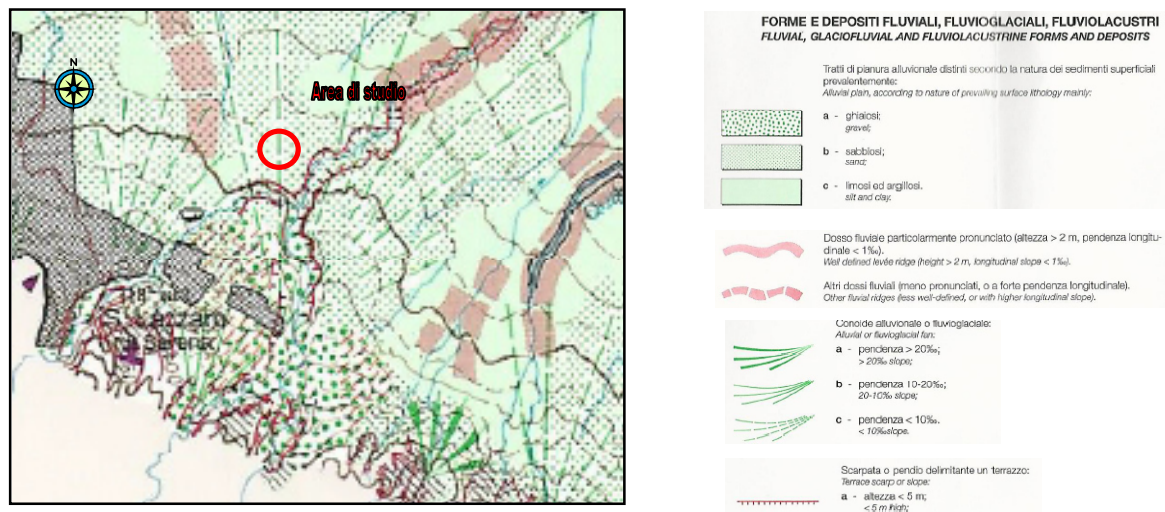 N
Area di studio
S. Lazzaro
FORME E DEPOSITI FLUVIALI, FLUVIOGLACIALI, FLUVIOLACUSTRI
FLUVIAL, GLACIOFLUVIAL AND FLUVIOLACUSTRINE FORMS AND DEPOSITS
Tratti di pianura alluvionale distinti secondo la natura dei sedimenti superficiali
prevalentemente:
Alluvial plain, according to nature of prevailing surface lithology mainly:
a - ghiaiosi;
gravel;
b - sabbiosi;
sand;
c - limosi ed argillosi.
silt and clay.
Dosso fluviale particolarmente pronunciato (altezza > 2 m, pendenza longitu-
dinale < 1‰).
Well defined levée ridge (height > 2 m, longitudinal slope < 1‰).
Altri dossi fluviali (meno pronunciati, o a forte pendenza longitudinale).
Other fluvial ridges (less well-defined, or with higher longitudinal slope).
Conoide alluvionale o fluvioglaciale:
Alluvial or fluvioglacial fan:
a - pendenza > 20‰;
> 20‰ slope;
b - pendenza 10-20‰;
20-10‰ slope;
c - pendenza < 10‰.
< 10‰ slope.
Scarpata o pendio delimitante un terrazzo:
Terrace scarp or slope:
a - altezza < 5 m;
< 5 m high;